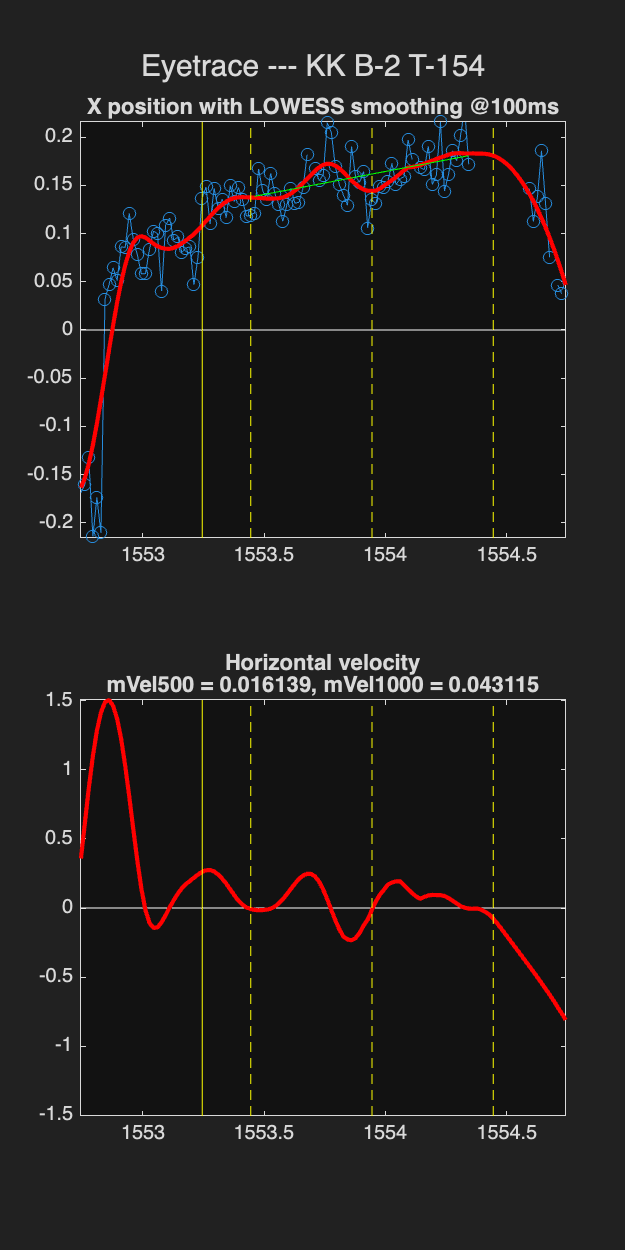 Eyetrace --- KK B-2 T-154
X position with LOWESS smoothing @100ms
0.2
0.15
0.1
0.05
0
-0.05
-0.1
-0.15
-0.2
1553 1553.5 1554 1554.5
Horizontal velocity
mVel500 = 0.016139, mVel1000 = 0.043115
1.5
1
0.5
0
-0.5
-1
-1.5
1553 1553.5 1554 1554.5